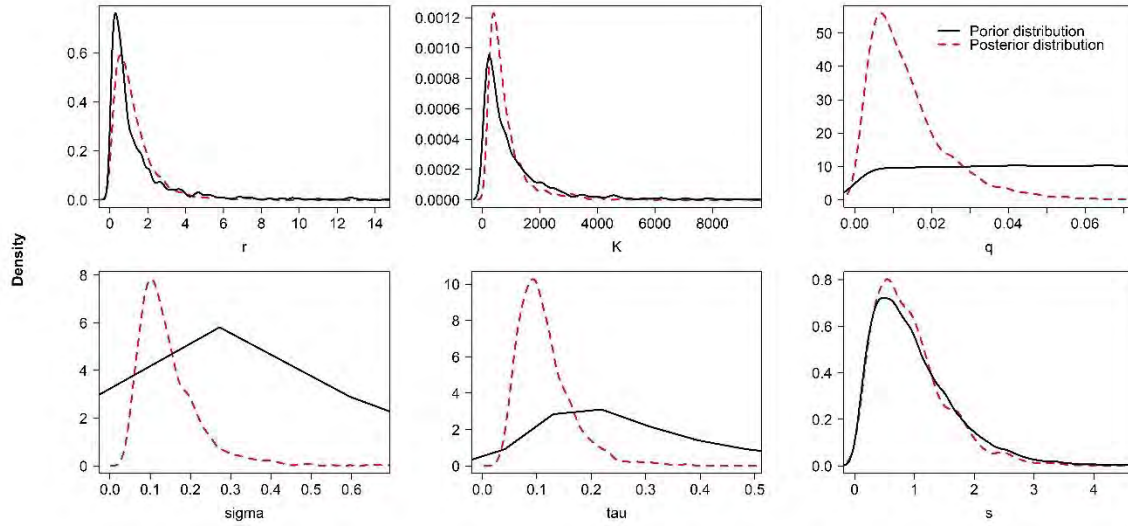 Density
0.0 0.2 0.4 0.6
0 2 4 6 8 10 12 14
r
0.0000 0.0002 0.0004 0.0006 0.0008 0.0010 0.0012
0 2000 4000 6000 8000
K
0 10 20 30 40 50
0.00 0.02 0.04 0.06
q
Porior distribution
Posterior distribution
0 2 4 6 8
0.0 0.1 0.2 0.3 0.4 0.5 0.6
sigma
0 2 4 6 8 10
0.0 0.1 0.2 0.3 0.4 0.5
tau
0.0 0.2 0.4 0.6 0.8
0 1 2 3 4
s